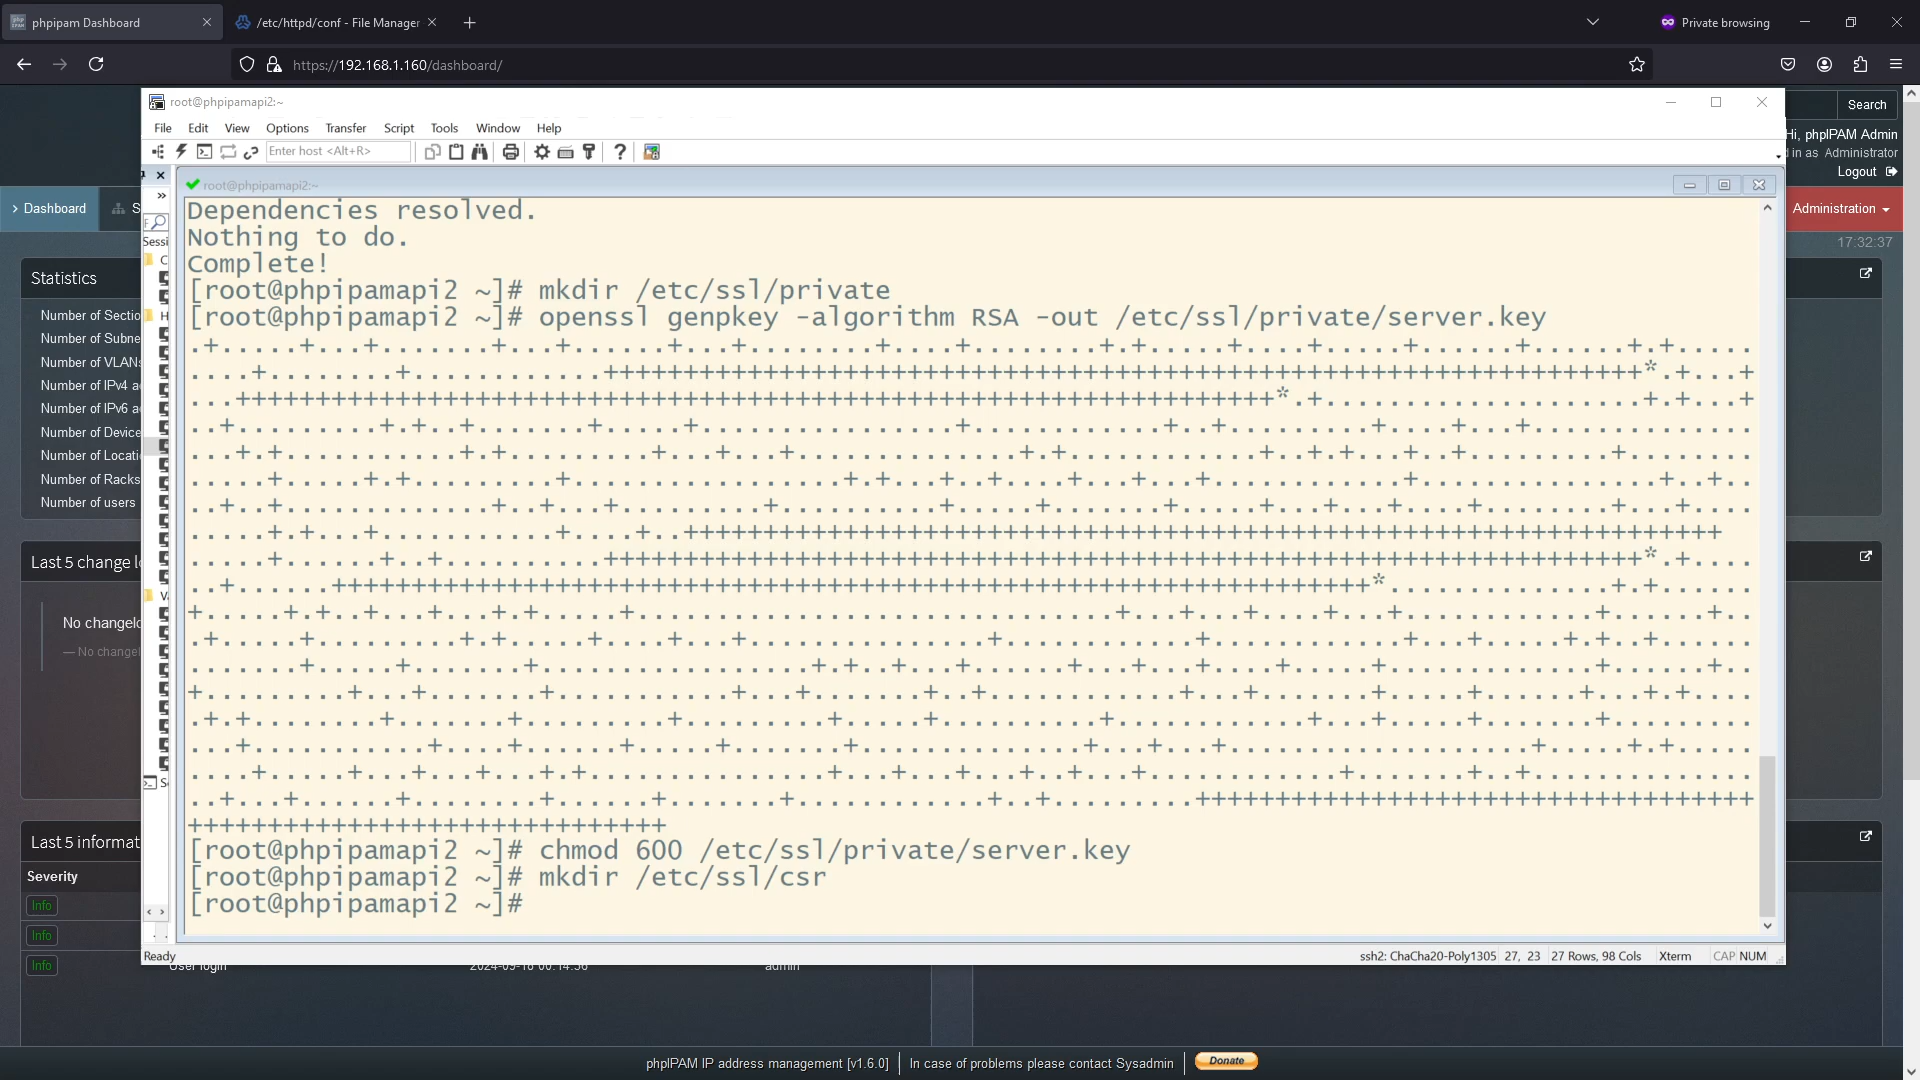 phpipam Dashboard
/etc/httpd/conf - File Manager
Private browsing
https://192.168.1.160/dashboard/
root@phpipamapi2:~
File Edit View Options Transfer Script Tools Window Help
Enter host <Alt+R>
Search
Hi, phpIPAM Admin
d in as Administrator
Logout
root@phpipamapi2:~
Dashboard
Administration
17:32:37
Sessi
Statistics
Number of Sectio
Number of Subne
Number of VLANs
Number of IPv4 a
Number of IPv6 a
Number of Device
Number of Locati
Number of Racks
Number of users
Last 5 change l
No changelo
— No changel
Last 5 informat
Severity
Info
Info
Info
Dependencies resolved.
Nothing to do.
Complete!
[root@phpipamapi2 ~]# mkdir /etc/ssl/private
[root@phpipamapi2 ~]# openssl genpkey -algorithm RSA -out /etc/ssl/private/server.key
[root@phpipamapi2 ~]# chmod 600 /etc/ssl/private/server.key
[root@phpipamapi2 ~]# mkdir /etc/ssl/csr
[root@phpipamapi2 ~]#
Ready
ssh2: ChaCha20-Poly1305 27, 23 27 Rows, 98 Cols Xterm CAP NUM
User login admin
phpIPAM IP address management [v1.6.0] In case of problems please contact Sysadmin Donate